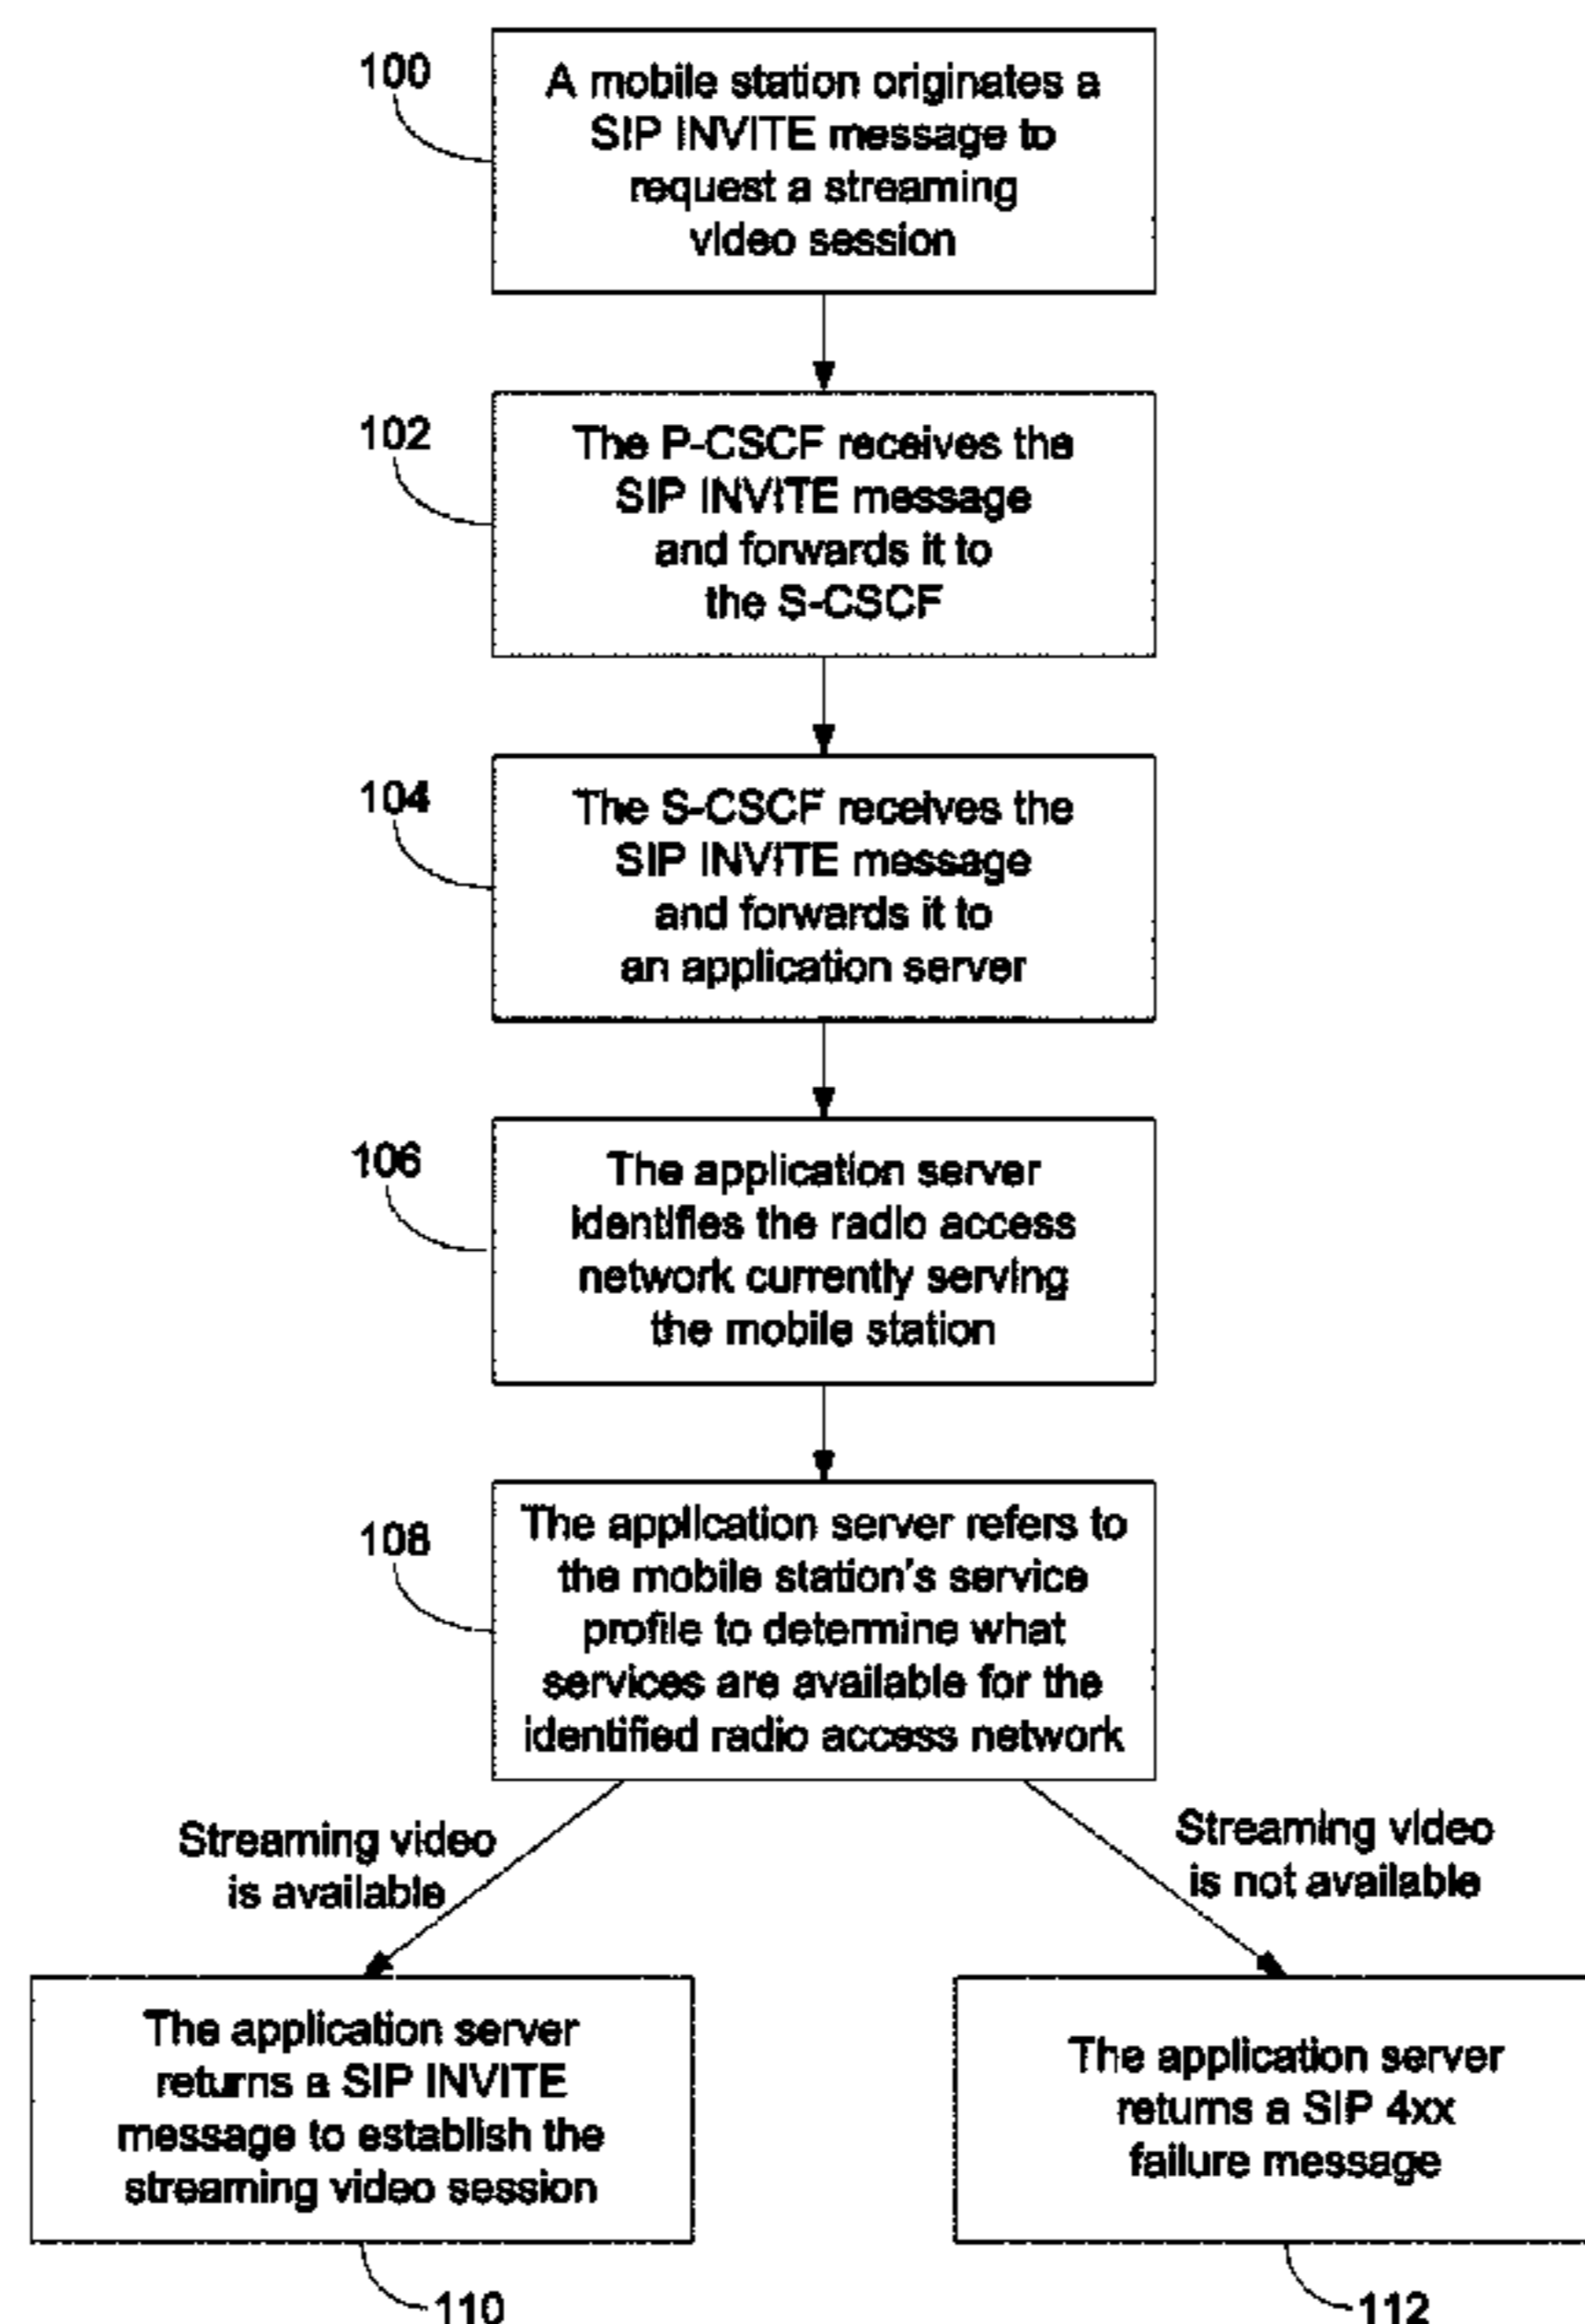 100
A mobile station originates a
SIP INVITE message to
request a streaming
video session
102
The P-CSCF receives the
SIP INVITE message
and forwards it to
the S-CSCF
104
The S-CSCF receives the
SIP INVITE message
and forwards it to
an application server
106
The application server
identifies the radio access
network currently serving
the mobile station
108
The application server refers to
the mobile station's service
profile to determine what
services are available for the
identified radio access network
Streaming video
is available
Streaming video
is not available
The application server
returns a SIP INVITE
message to establish the
streaming video session
110
The application server
returns a SIP 4xx
failure message
112